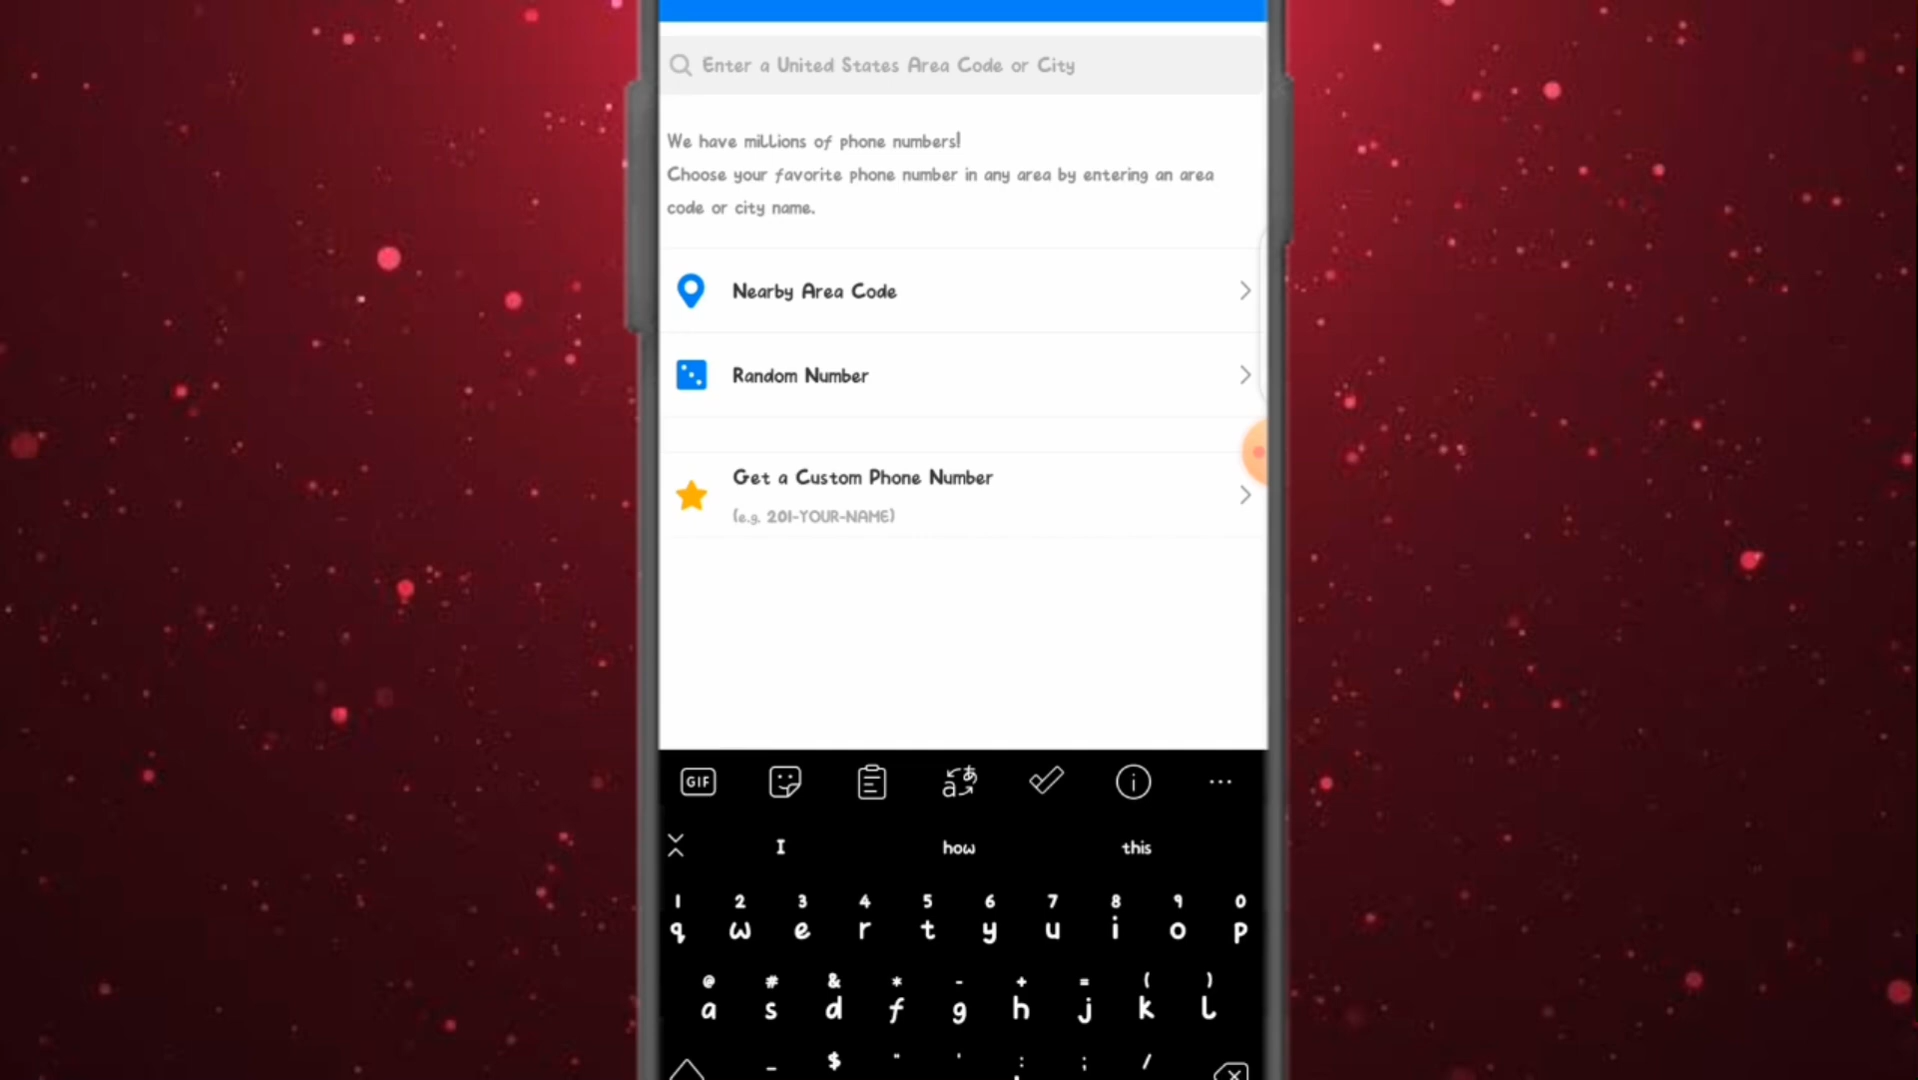 Enter a United States Area Code or City
We have millions of phone numbers!
Choose your favorite phone number in any area by entering an area
code or city name.
Nearby Area Code
Random Number
Get a Custom Phone Number
(e.g. 201-YOUR-NAME)
GIF
I how this
1 2 3 4 5 6 7 8 9 0
q w e r t y u i o p
@ # & * - + = ( )
a s d f g h j k l
_ $ " ' : ; /